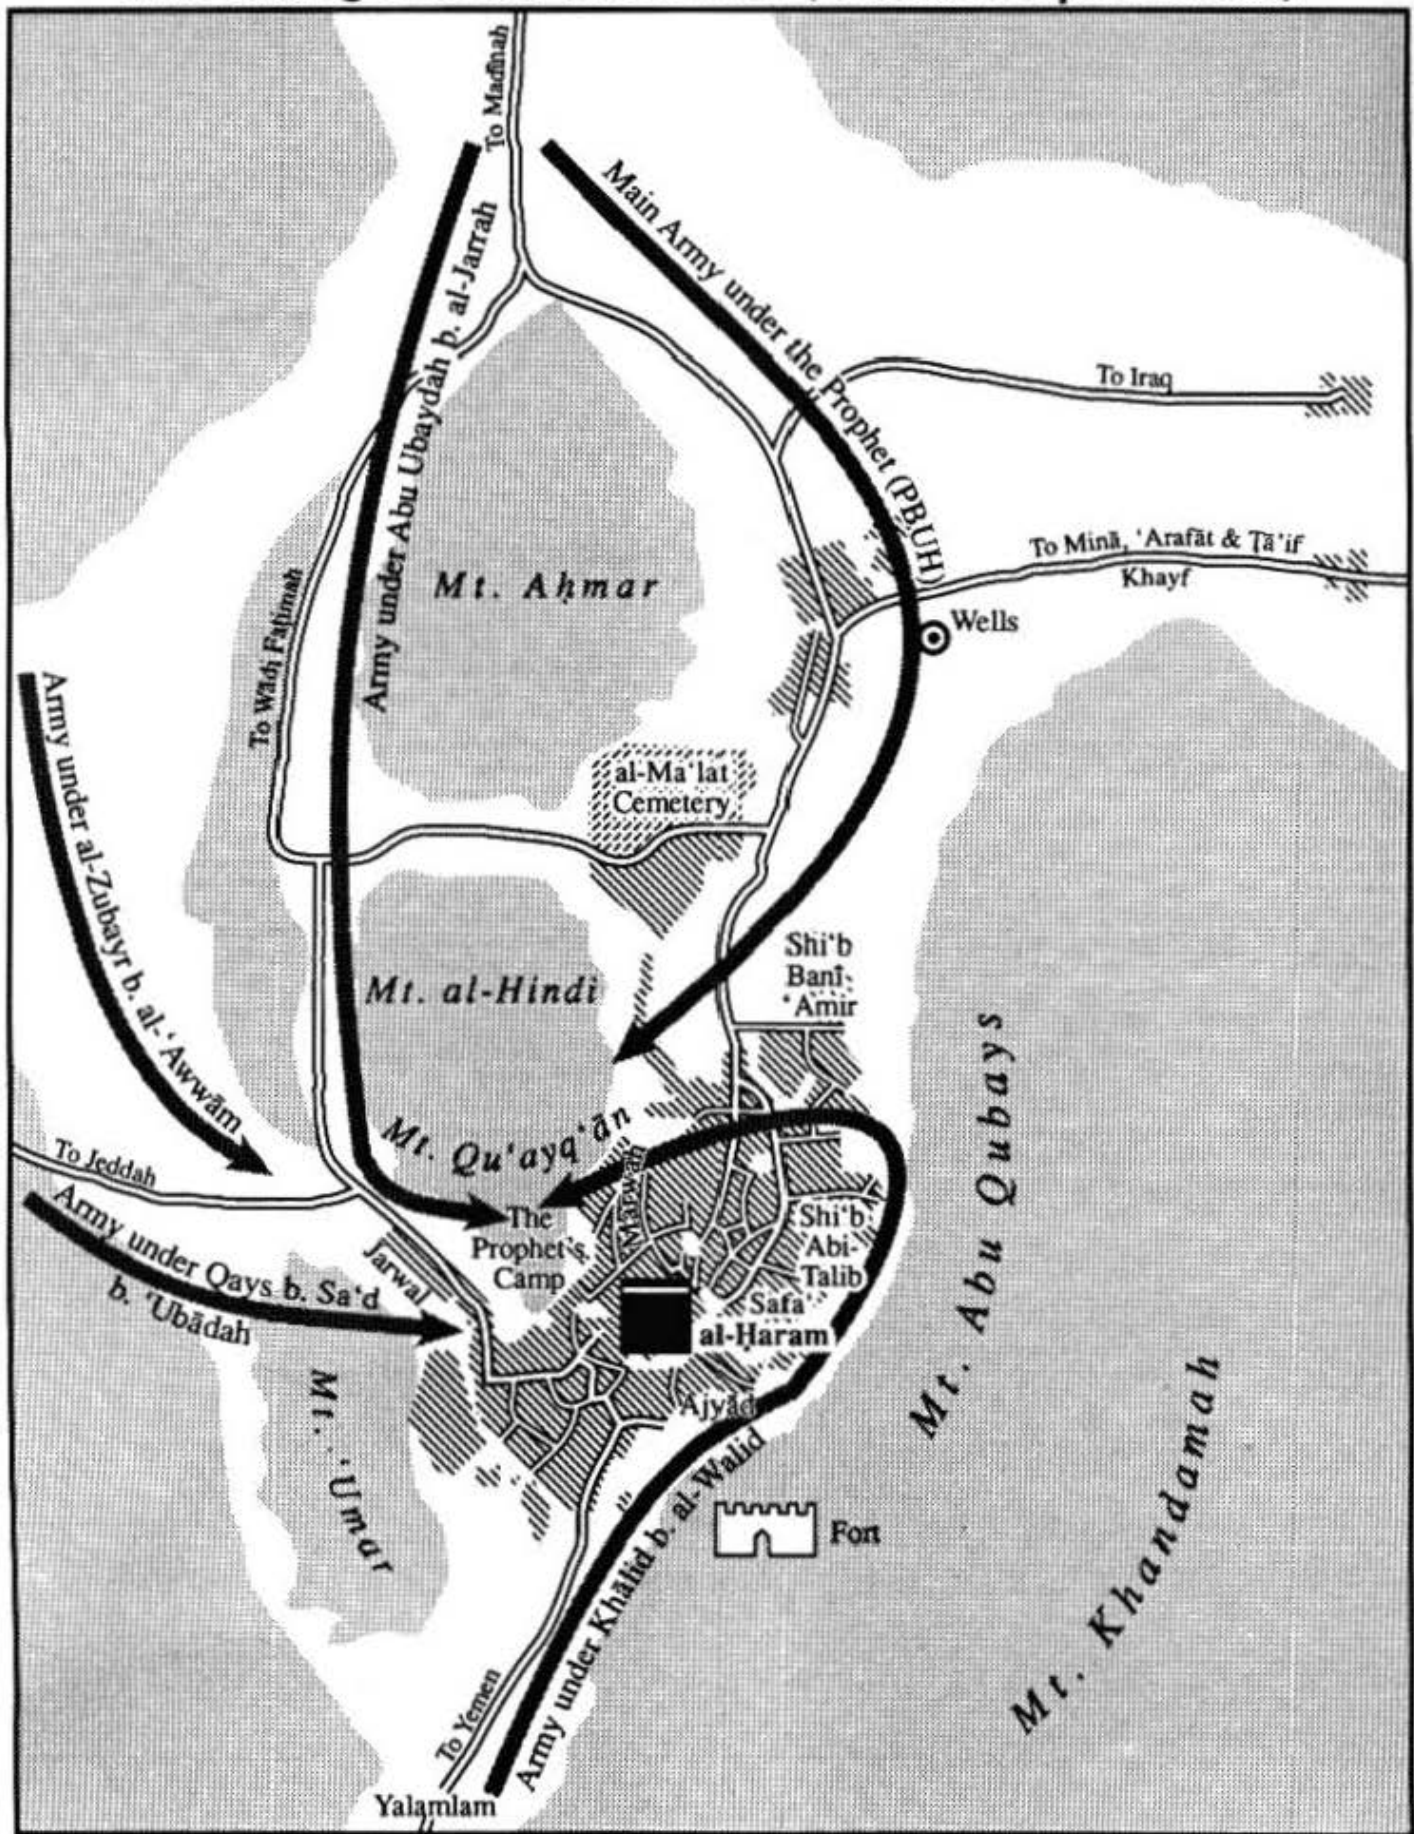 To Madīnah
Main Army under the Prophet (PBUH)
Army under Abu Ubaydah b. al-Jarrah
To Iraq
To Minā, ‘Arafāt & Ṭā’if
Khayf
Wells
Mt. Aḥmar
To Wādī Faṭimah
Army under al-Zubayr b. al-‘Awwām
al-Ma‘lat
Cemetery
Shi‘b
Banī-
‘Amir
Mt. al-Hindi
Mt. Qu‘ayq‘ān
Mt. Abu Qubays
To Jeddah
Army under Qays b. Sa‘d
b. ‘Ubādah
Jarwal
The
Prophet's
Camp
Marwah
Shi‘b
Abi-
Talib
Safa
al-Ḥaram
Ajyād
Mt. ‘Umar
Fort
Mt. Khandamah
Army under Khālid b. al-Walid
To Yemen
Yalamlam